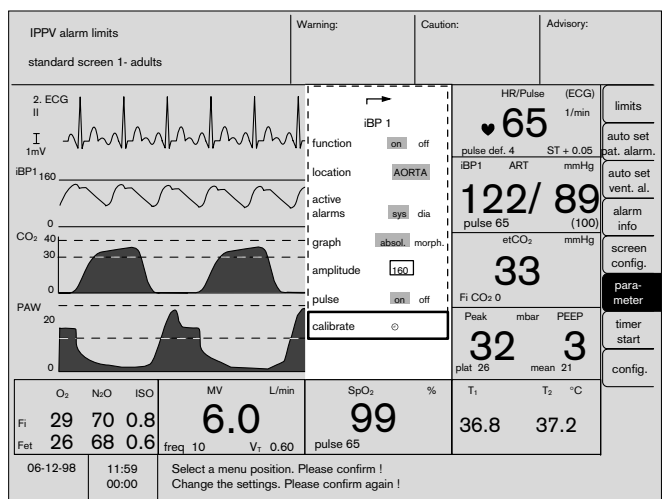 IPPV alarm limits
standard screen 1- adults
Warning:
Caution:
Advisory:
2. ECG
II
I
1mV
iBP1 160
0
CO₂ 40
30
0
PAW
20
0
iBP 1
function on off
location AORTA
active
alarms sys dia
graph absol. morph.
amplitude 160
pulse on off
calibrate
HR/Pulse (ECG)
65 1/min
pulse def. 4 ST + 0.05
iBP1 ART mmHg
122/ 89
pulse 65 (100)
etCO₂ mmHg
33
Fi CO₂ 0
Peak mbar PEEP
32 3
plat 26 mean 21
limits
auto set
pat. alarm.
auto set
vent. al.
alarm
info
screen
config.
para-
meter
timer
start
config.
O₂ N₂O ISO
Fi 29 70 0.8
Fet 26 68 0.6
MV L/min
6.0
freq 10 V₁ 0.60
SpO₂ %
99
pulse 65
T₁ T₂ °C
36.8 37.2
06-12-98 11:59
00:00
Select a menu position. Please confirm !
Change the settings. Please confirm again !